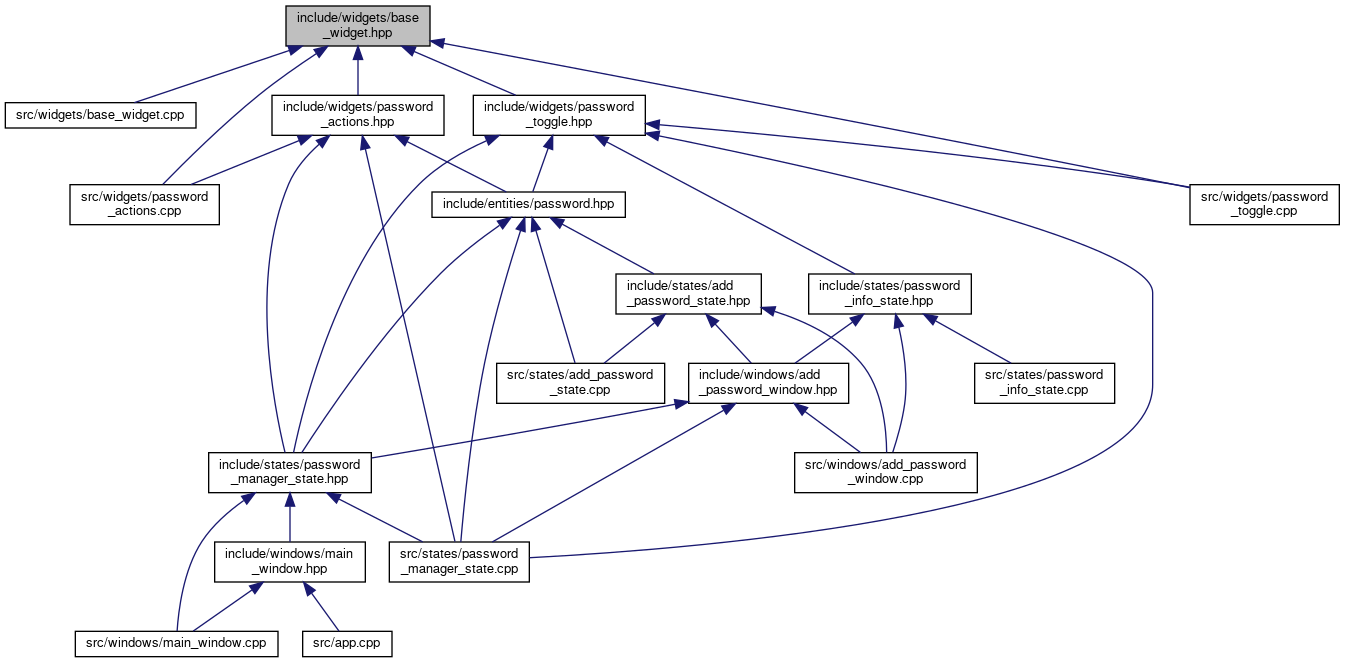 include/widgets/base
_widget.hpp
src/widgets/base_widget.cpp
include/widgets/password
_actions.hpp
include/widgets/password
_toggle.hpp
src/widgets/password
_actions.cpp
include/entities/password.hpp
src/widgets/password
_toggle.cpp
include/states/add
_password_state.hpp
include/states/password
_info_state.hpp
src/states/add_password
_state.cpp
include/windows/add
_password_window.hpp
src/states/password
_info_state.cpp
include/states/password
_manager_state.hpp
src/windows/add_password
_window.cpp
include/windows/main
_window.hpp
src/states/password
_manager_state.cpp
src/windows/main_window.cpp
src/app.cpp